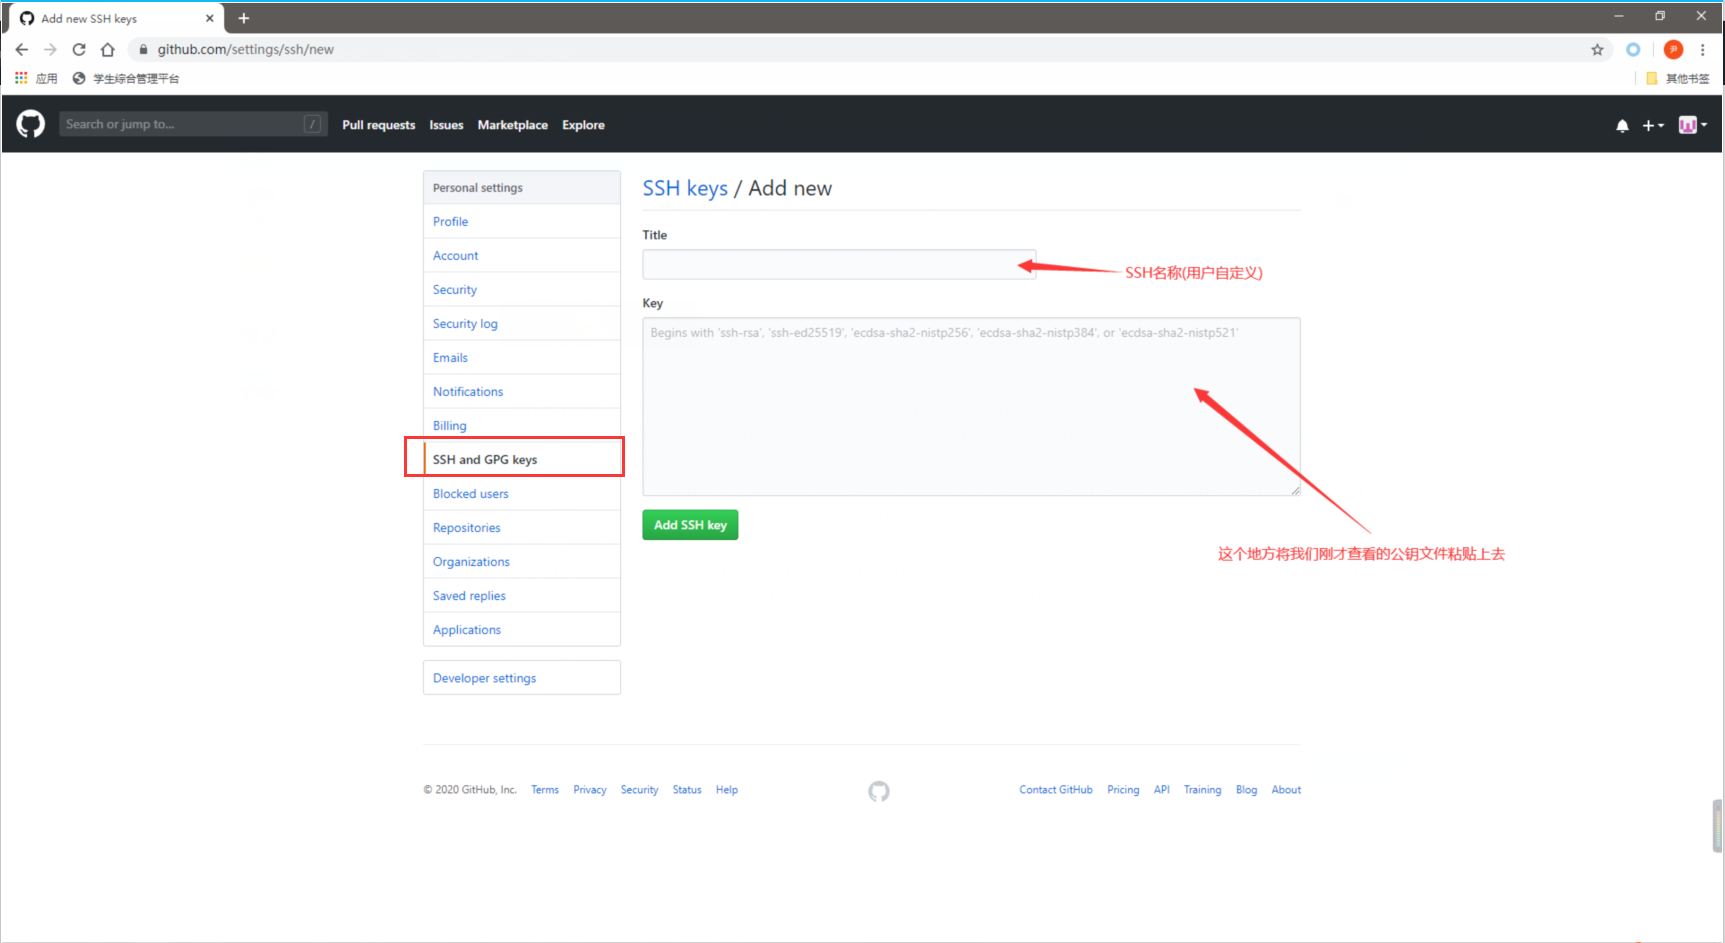 Add new SSH keys
github.com/settings/ssh/new
应用 学生综合管理平台 其他书签
Search or jump to... / Pull requests Issues Marketplace Explore
Personal settings
Profile
Account
Security
Security log
Emails
Notifications
Billing
SSH and GPG keys
Blocked users
Repositories
Organizations
Saved replies
Applications
Developer settings
SSH keys / Add new
Title
SSH名称(用户自定义)
Key
Begins with 'ssh-rsa', 'ssh-ed25519', 'ecdsa-sha2-nistp256', 'ecdsa-sha2-nistp384', or 'ecdsa-sha2-nistp521'
Add SSH key
这个地方将我们刚才查看的公钥文件粘贴上去
© 2020 GitHub, Inc. Terms Privacy Security Status Help Contact GitHub Pricing API Training Blog About